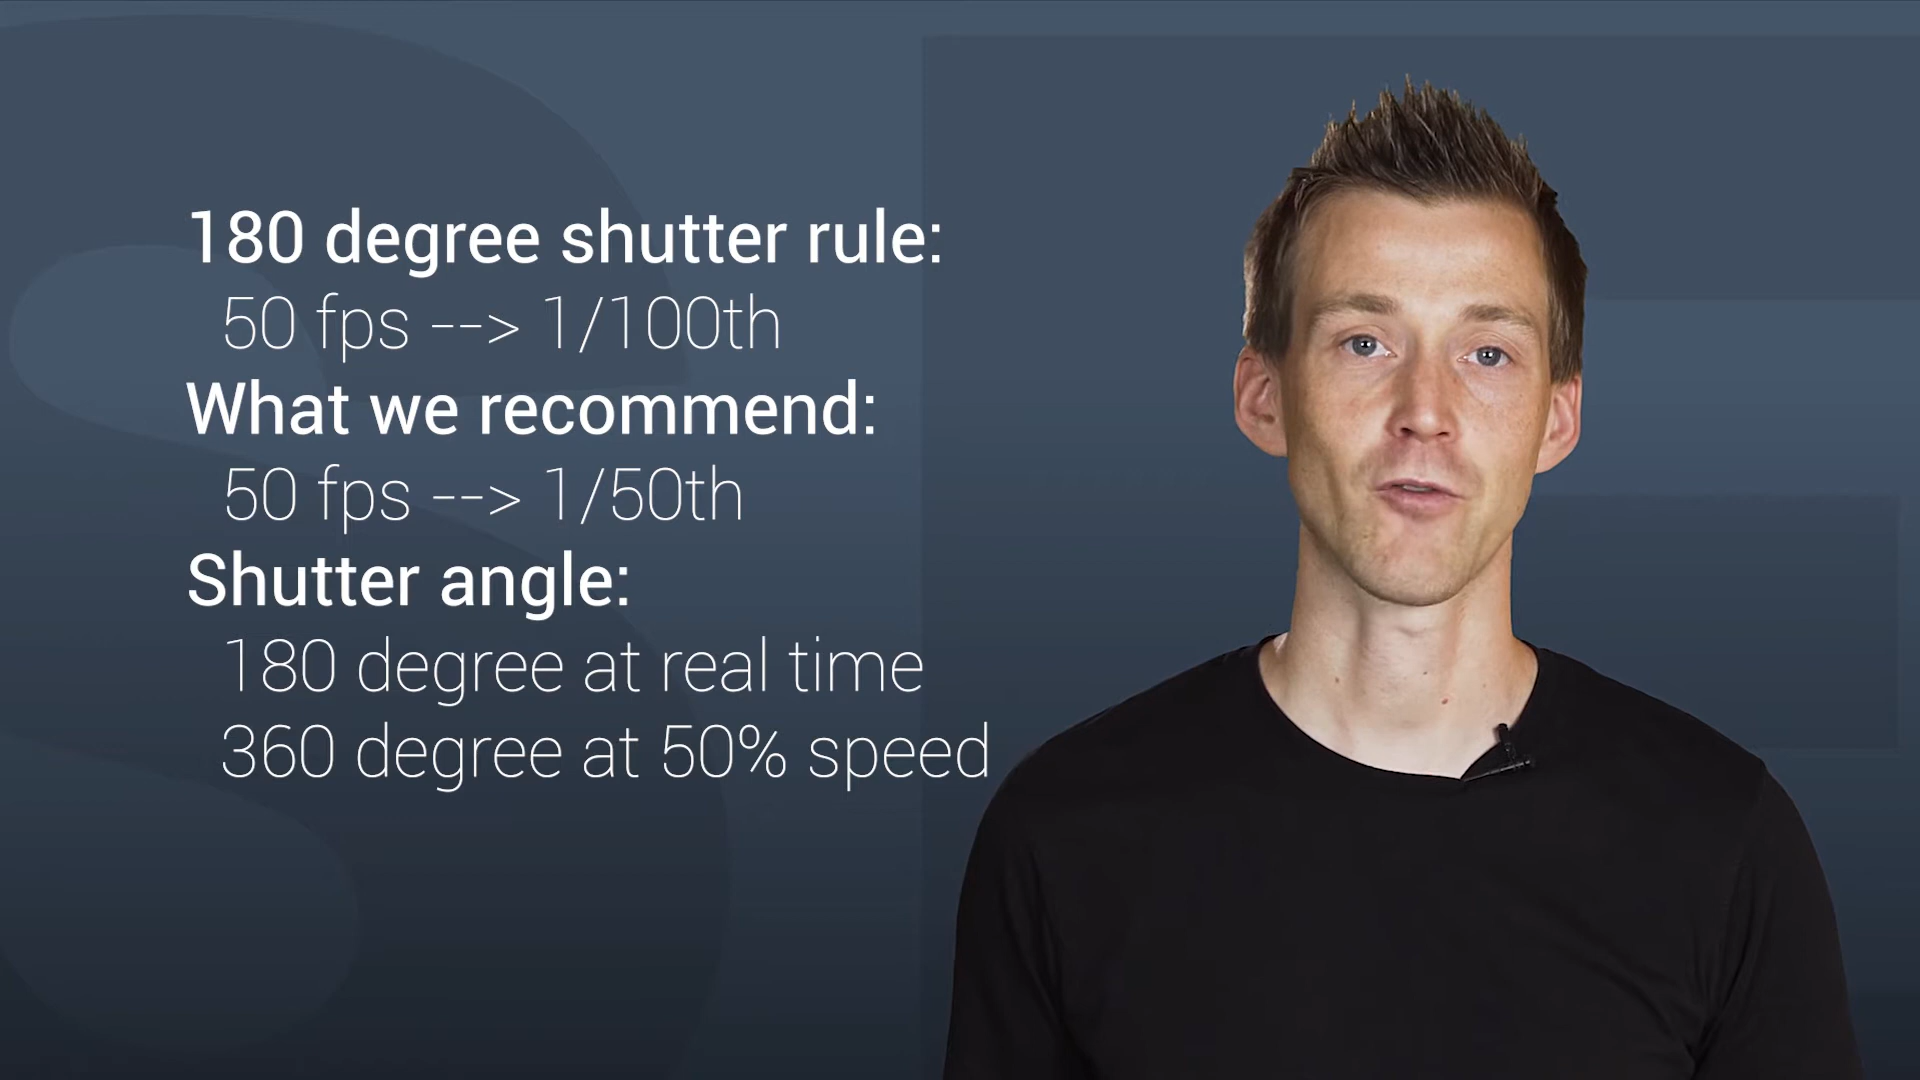 180 degree shutter rule:
50 fps --> 1/100th
What we recommend:
50 fps --> 1/50th
Shutter angle:
180 degree at real time
360 degree at 50% speed